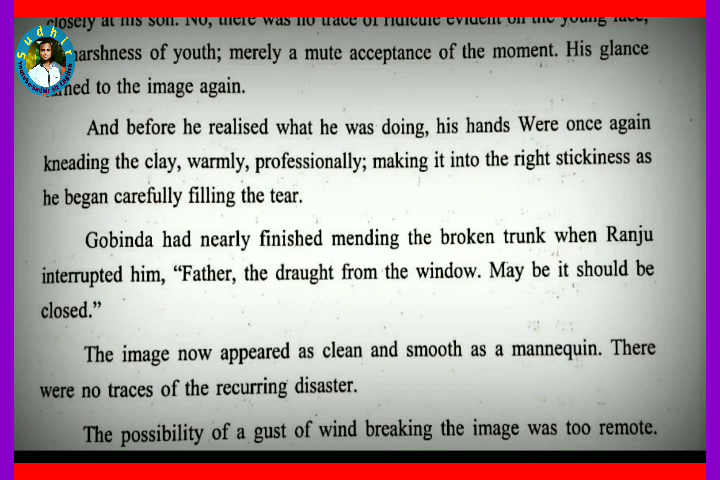 Sudhir
closely at his son. No, there was no trace of ridicule evident on the young face,
harshness of youth; merely a mute acceptance of the moment. His glance
turned to the image again.
And before he realised what he was doing, his hands Were once again
kneading the clay, warmly, professionally; making it into the right stickiness as
he began carefully filling the tear.
Gobinda had nearly finished mending the broken trunk when Ranju
interrupted him, “Father, the draught from the window. May be it should be
closed.”
The image now appeared as clean and smooth as a mannequin. There
were no traces of the recurring disaster.
The possibility of a gust of wind breaking the image was too remote.